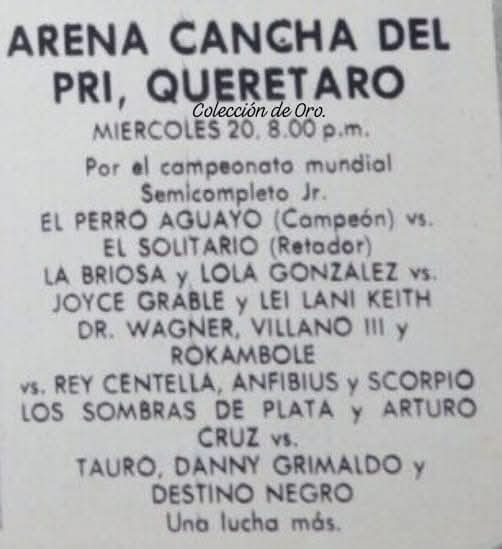 ARENA CANCHA DEL
PRI, QUERETARO
Colección de Oro.
MIERCOLES 20, 8.00 p.m.
Por el campeonato mundial
Semicompleto Jr.
EL PERRO AGUAYO (Campeón) vs.
EL SOLITARIO (Retador)
LA BRIOSA y LOLA GONZALEZ vs.
JOYCE GRABLE y LEI LANI KEITH
DR. WAGNER, VILLANO III y
ROKAMBOLE
vs. REY CENTELLA, ANFIBIUS y SCORPIO
LOS SOMBRAS DE PLATA y ARTURO
CRUZ vs.
TAURO, DANNY GRIMALDO y
DESTINO NEGRO
Una lucha más.